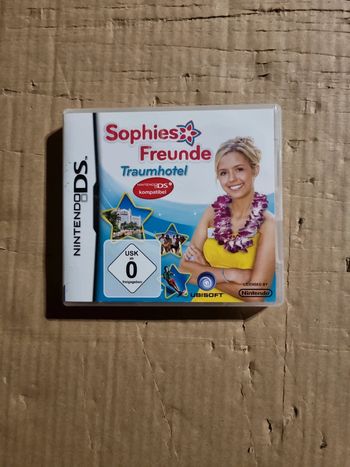 NINTENDO DS
Sophies
Freunde
Traumhotel
NINTENDO DSi
kompatibel
USK
ab
0
freigegeben
UBISOFT
LICENSED BY
Nintendo